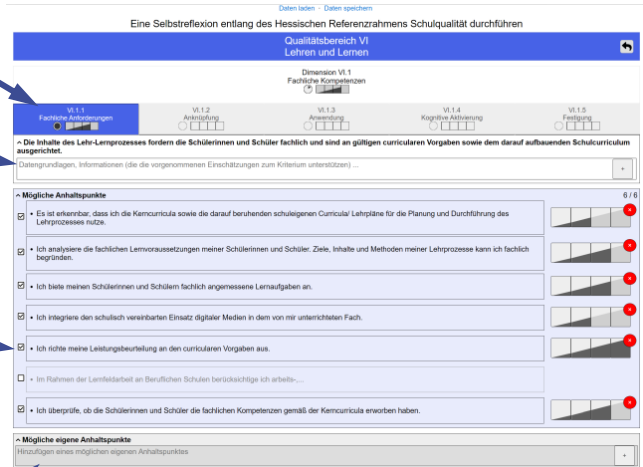 Daten laden - Daten speichern
Eine Selbstreflexion entlang des Hessischen Referenzrahmens Schulqualität durchführen
Qualitätsbereich VI
Lehren und Lernen
Dimension VI.1
Fachliche Kompetenzen
VI.1.1
Fachliche Anforderungen
VI.1.2
Anknüpfung
VI.1.3
Anwendung
VI.1.4
Kognitive Aktivierung
VI.1.5
Festigung
Die Inhalte des Lehr-Lernprozesses fordern die Schülerinnen und Schüler fachlich und sind an gültigen curricularen Vorgaben sowie dem darauf aufbauenden Schulcurriculum
ausgerichtet.
Datengrundlagen, Informationen (die die vorgenommenen Einschätzungen zum Kriterium unterstützen) ...
+
Mögliche Anhaltspunkte
6 / 6
• Es ist erkennbar, dass ich die Kerncurricula sowie die darauf beruhenden schuleigenen Curricula/ Lehrpläne für die Planung und Durchführung des
Lehrprozesses nutze.
• Ich analysiere die fachlichen Lernvoraussetzungen meiner Schülerinnen und Schüler. Ziele, Inhalte und Methoden meiner Lehrprozesse kann ich fachlich
begründen.
• Ich biete meinen Schülerinnen und Schülern fachlich angemessene Lernaufgaben an.
• Ich integriere den schulisch vereinbarten Einsatz digitaler Medien in dem von mir unterrichteten Fach.
• Ich richte meine Leistungsbeurteilung an den curricularen Vorgaben aus.
• Im Rahmen der Lernfeldarbeit an Beruflichen Schulen berücksichtige ich arbeits-,...
• Ich überprüfe, ob die Schülerinnen und Schüler die fachlichen Kompetenzen gemäß der Kerncurricula erworben haben.
Mögliche eigene Anhaltspunkte
Hinzufügen eines möglichen eigenen Anhaltspunktes
+